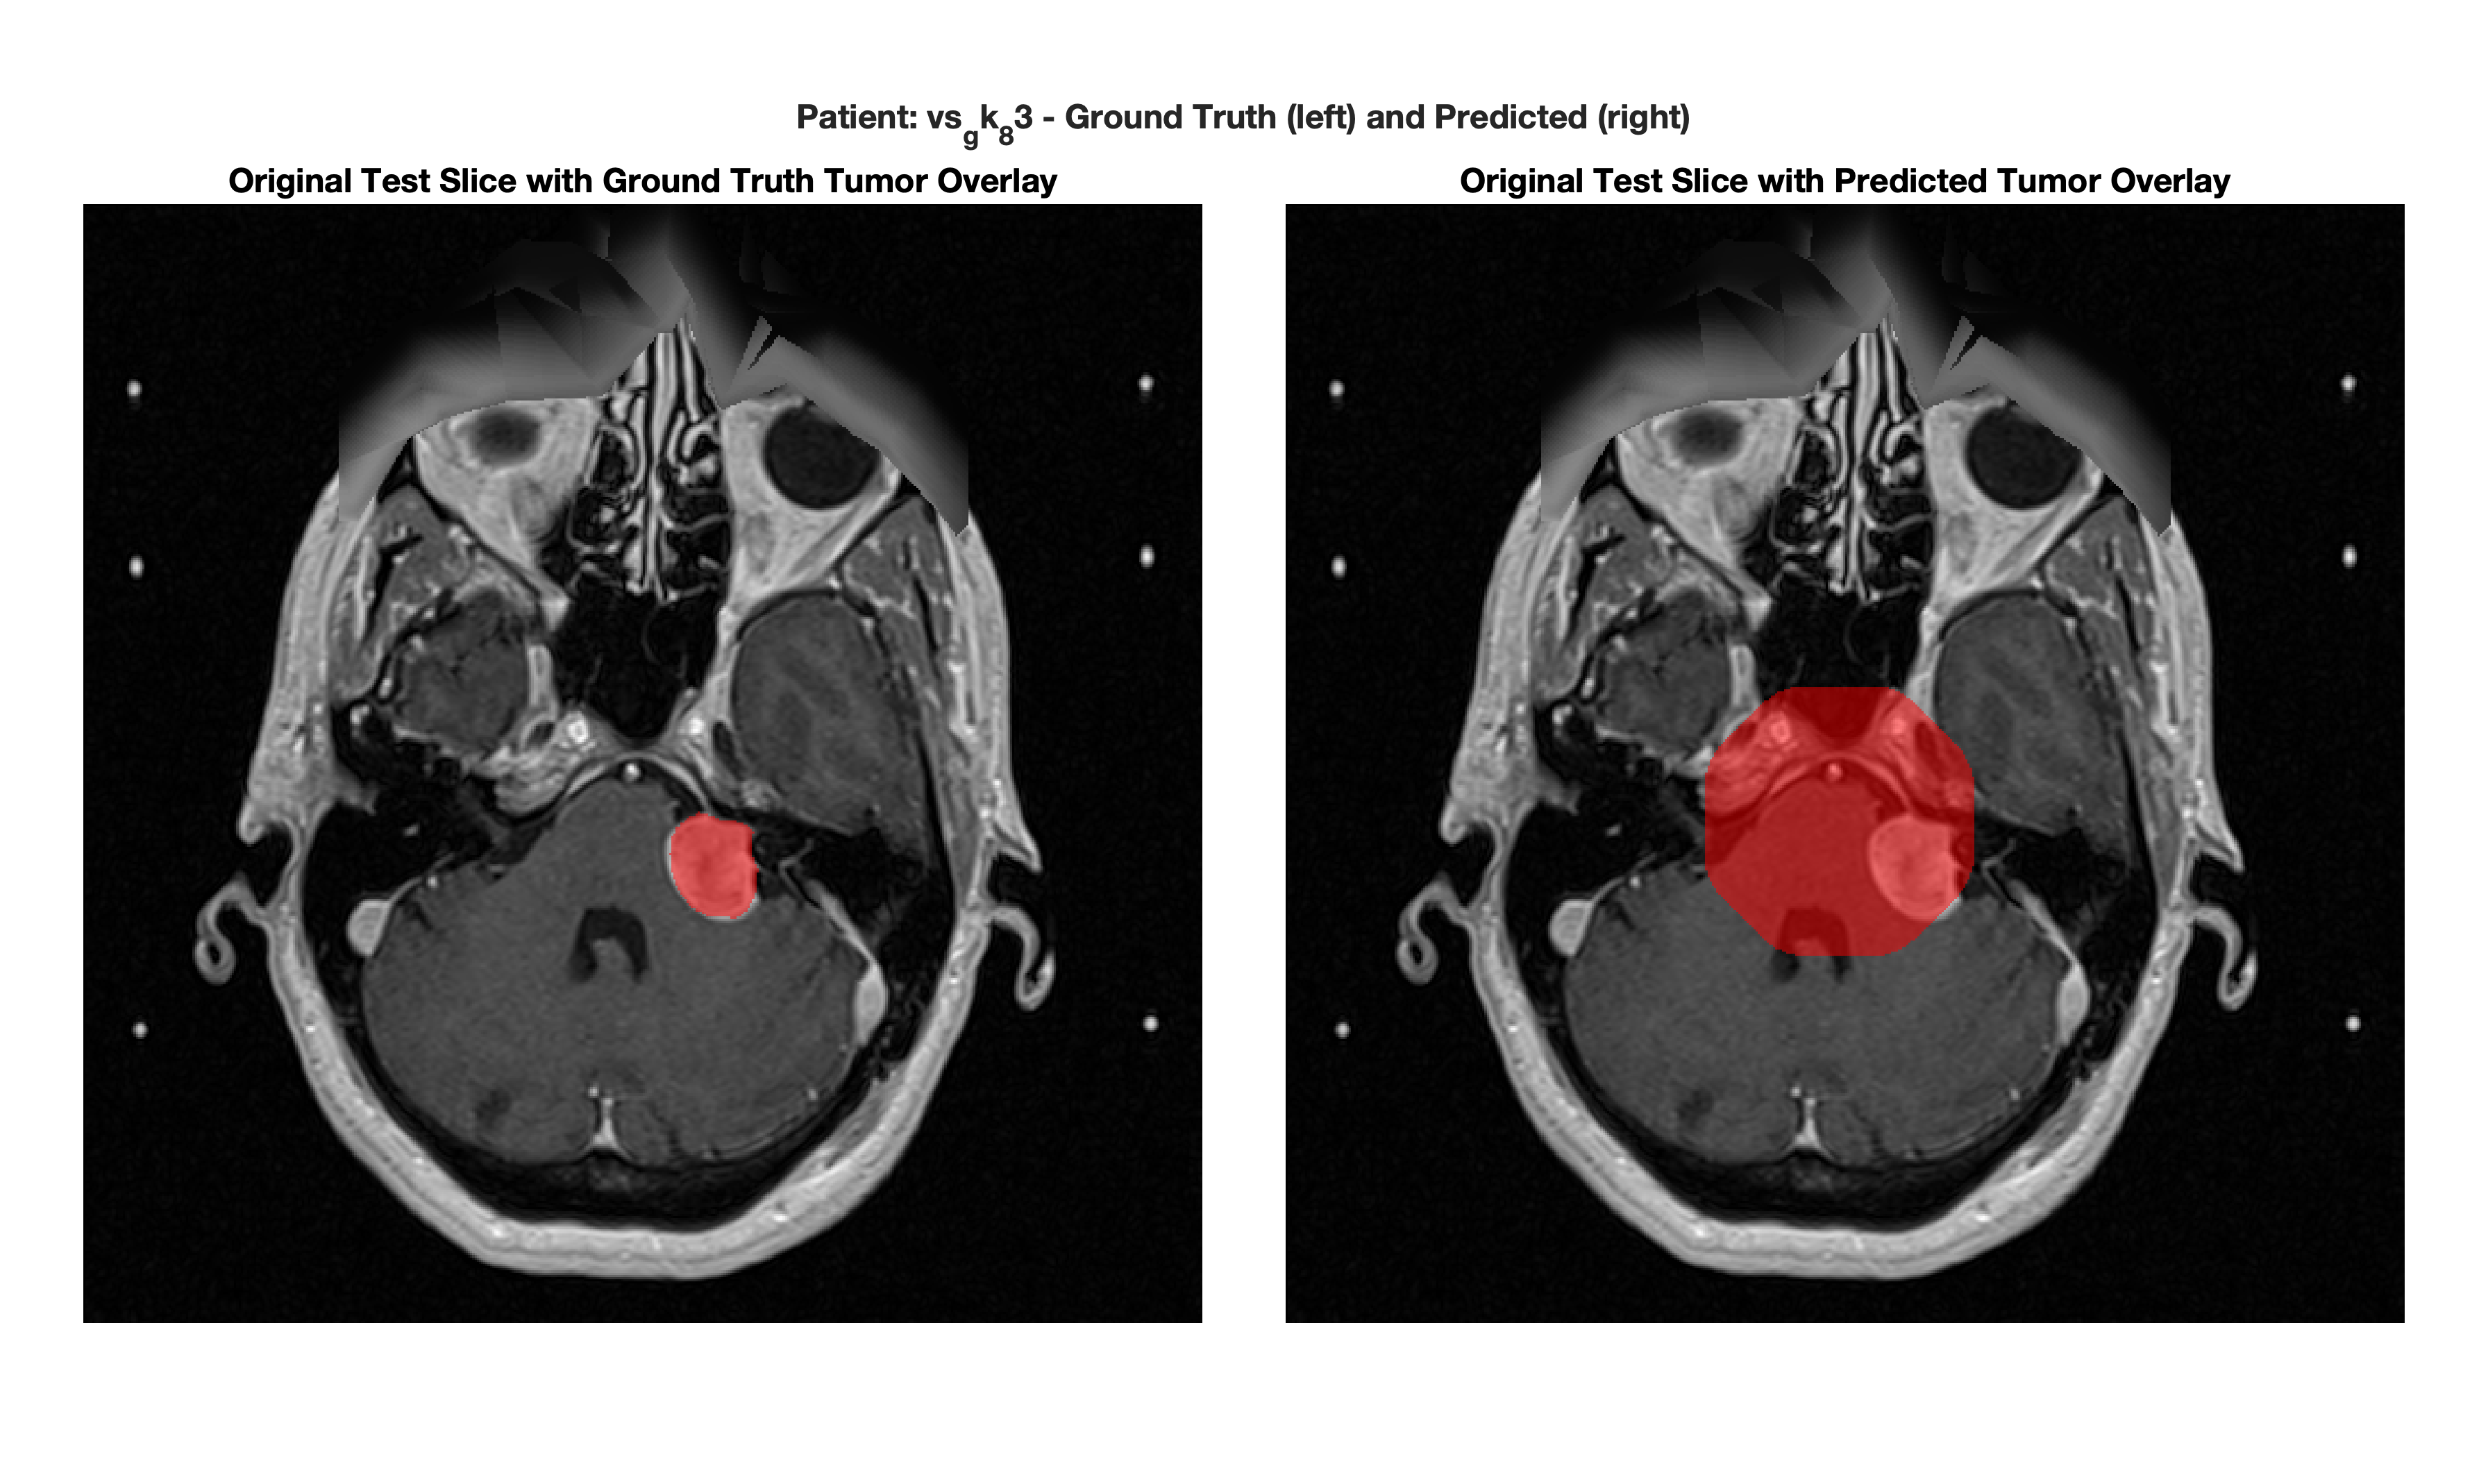 Patient: vs_gk_83 - Ground Truth (left) and Predicted (right)
Original Test Slice with Ground Truth Tumor Overlay
Original Test Slice with Predicted Tumor Overlay